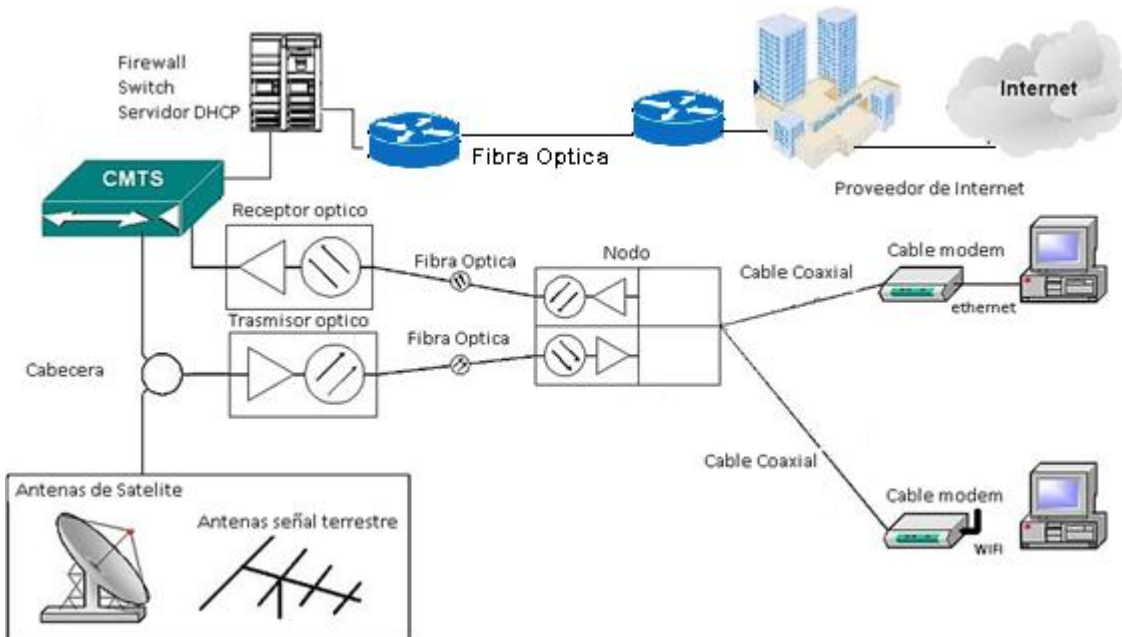 Firewall
Switch
Servidor DHCP
Internet
Fibra Optica
CMTS
Proveedor de Internet
Receptor optico
Nodo
Cable modem
Fibra Optica
Cable Coaxial
ethernet
Trasmisor optico
Fibra Optica
Cabecera
Cable Coaxial
Antenas de Satelite
Cable modem
Antenas señal terrestre
WIFI